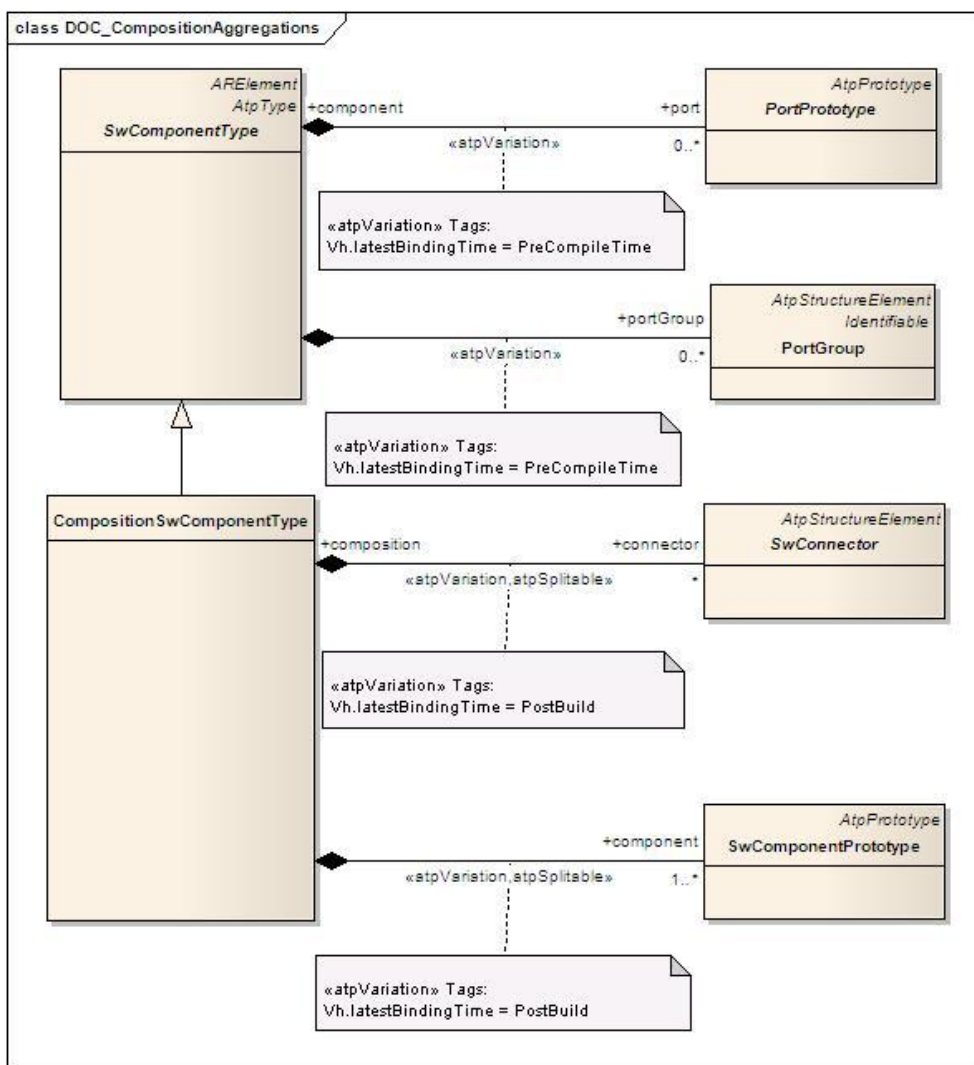 class DOC_CompositionAggregations
ARElement
AtpType
SwComponentType
+component
+port
«atpVariation»
0..*
AtpPrototype
PortPrototype
«atpVariation» Tags:
Vh.latestBindingTime = PreCompileTime
+portGroup
«atpVariation»
0..*
AtpStructureElement
Identifiable
PortGroup
«atpVariation» Tags:
Vh.latestBindingTime = PreCompileTime
CompositionSwComponentType
+composition
+connector
«atpVariation,atpSplitable»
*
AtpStructureElement
SwConnector
«atpVariation» Tags:
Vh.latestBindingTime = PostBuild
+component
«atpVariation,atpSplitable»
1..*
AtpPrototype
SwComponentPrototype
«atpVariation» Tags:
Vh.latestBindingTime = PostBuild